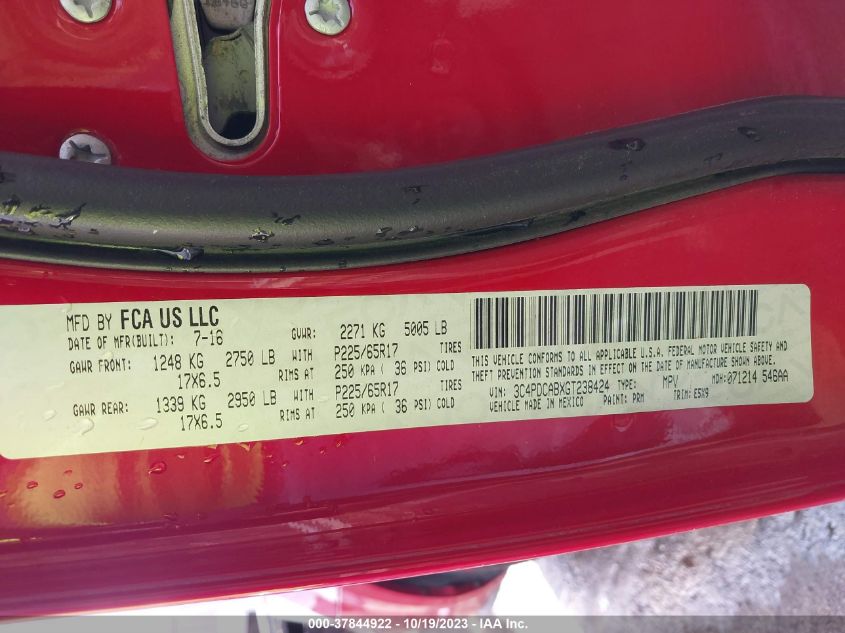 MFD BY FCA US LLC
DATE OF MFR(BUILT): 7-16 GVWR: 2271 KG 5005 LB
GAWR FRONT: 1248 KG 2750 LB WITH P225/65R17 TIRES
17X6.5 RIMS AT 250 KPA ( 36 PSI) COLD
GAWR REAR: 1339 KG 2950 LB WITH P225/65R17 TIRES
17X6.5 RIMS AT 250 KPA ( 36 PSI) COLD
THIS VEHICLE CONFORMS TO ALL APPLICABLE U.S.A. FEDERAL MOTOR VEHICLE SAFETY AND
THEFT PREVENTION STANDARDS IN EFFECT ON THE DATE OF MANUFACTURE SHOWN ABOVE.
VIN: 3C4PDCABXGT238424 TYPE: MPV MDH:071214 546AA
VEHICLE MADE IN MEXICO PAINT: PRM TRIM: E5X9
000-37844922 - 10/19/2023 - IAA Inc.